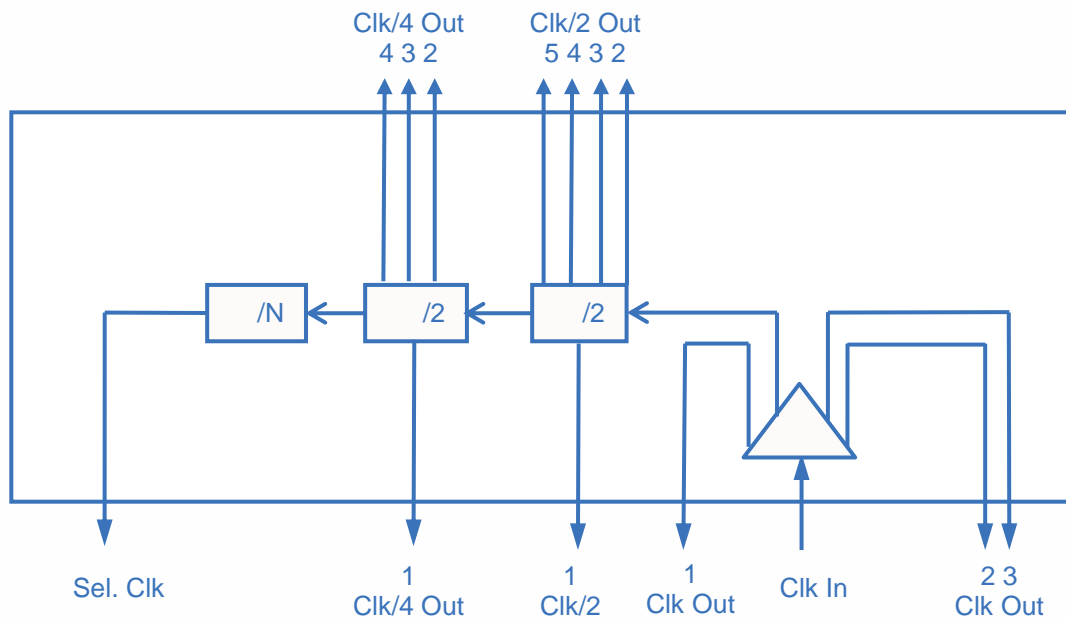 Clk/4 Out
4 3 2
Clk/2 Out
5 4 3 2
/N
/2
/2
Sel. Clk
1
Clk/4 Out
1
Clk/2
1
Clk Out
Clk In
2 3
Clk Out